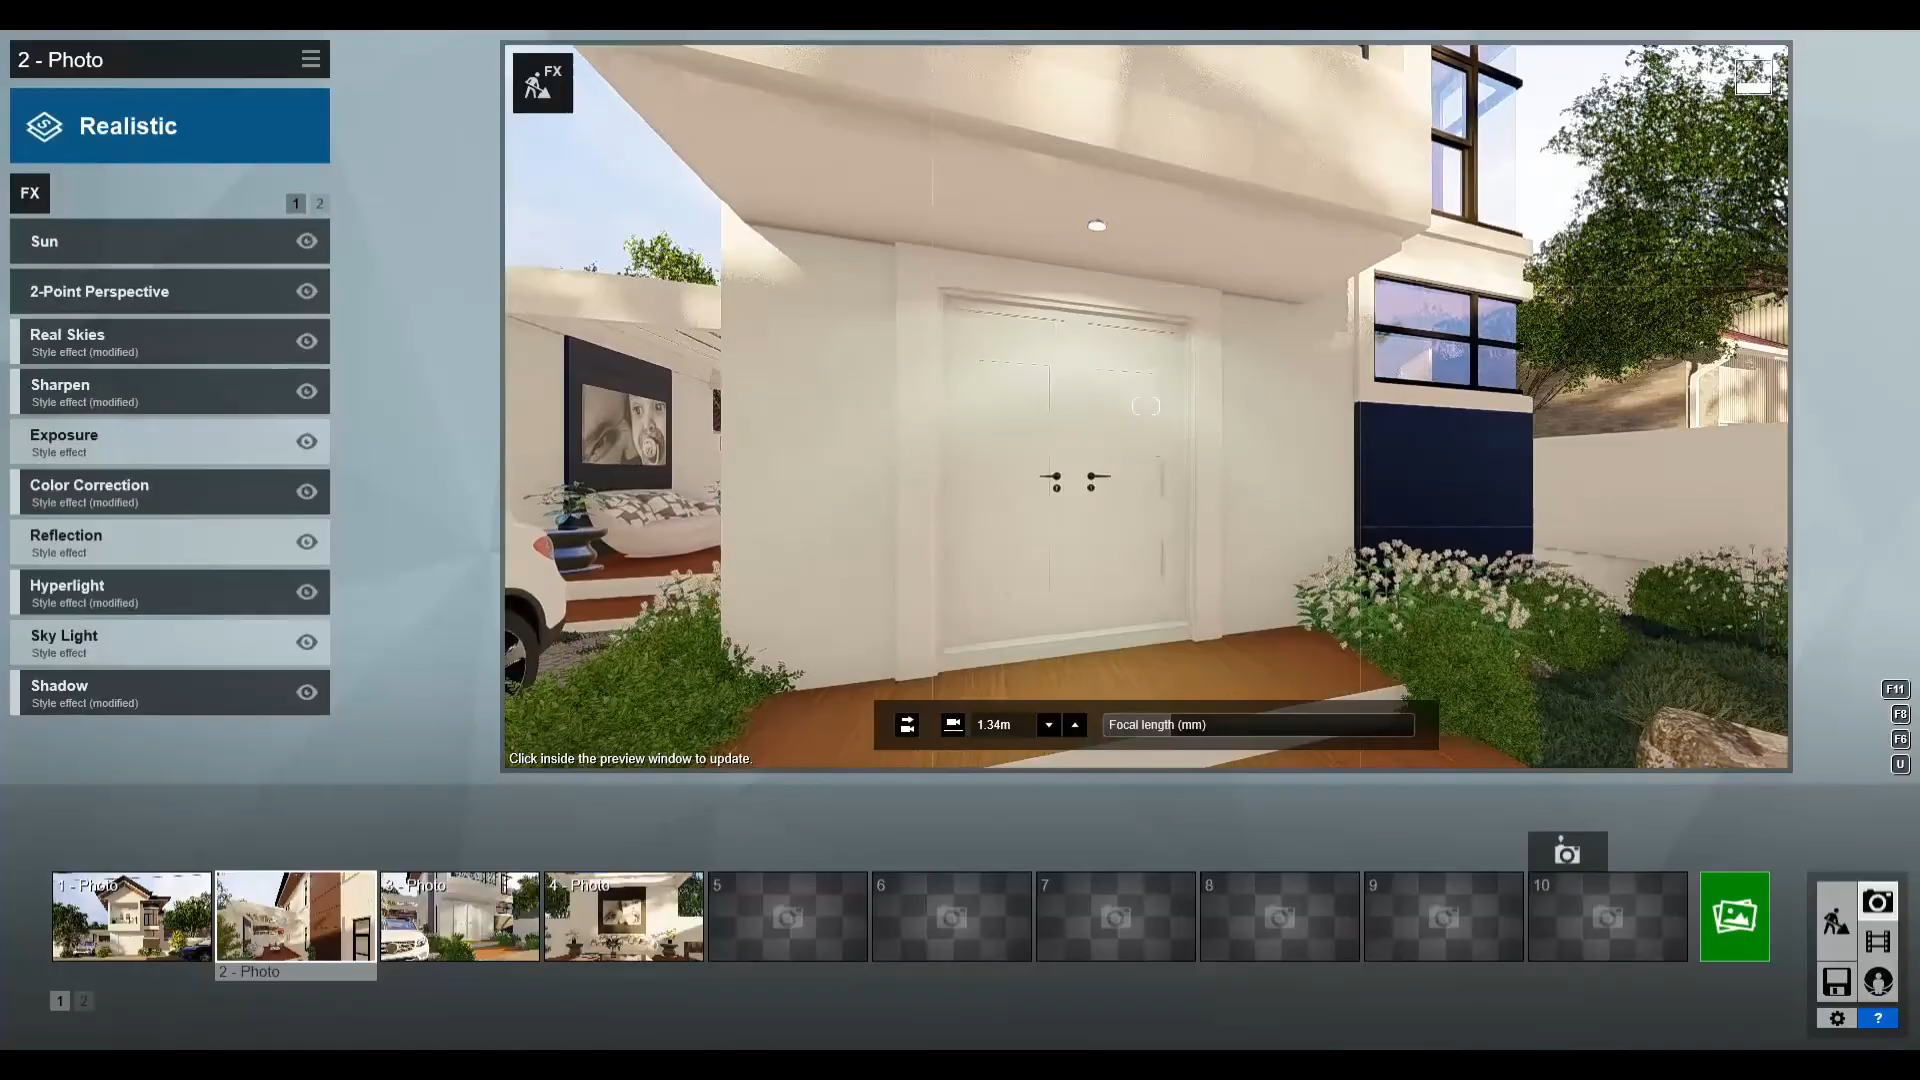 2 - Photo
Realistic
FX
1 2
Sun
2-Point Perspective
Real Skies
Style effect (modified)
Sharpen
Style effect (modified)
Exposure
Style effect
Color Correction
Style effect (modified)
Reflection
Style effect
Hyperlight
Style effect (modified)
Sky Light
Style effect
Shadow
Style effect (modified)
FX
1.34m
Focal length (mm)
Click inside the preview window to update.
F11
F8
F6
U
1 - Photo
3 - Photo
4 - Photo
5
6
7
8
9
10
2 - Photo
1 2
?